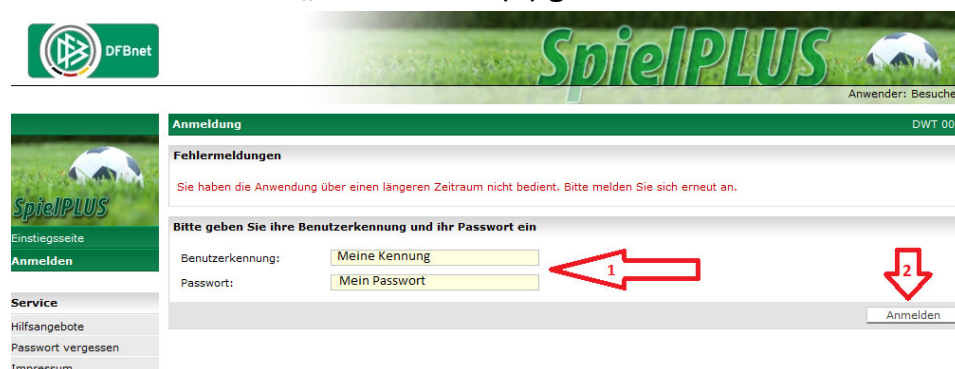 DFBnet
SpielPLUS
Anwender: Besuche
Anmeldung DWT 00
Fehlermeldungen
Sie haben die Anwendung über einen längeren Zeitraum nicht bedient. Bitte melden Sie sich erneut an.
SpielPLUS
Bitte geben Sie ihre Benutzerkennung und ihr Passwort ein
Einstiegsseite
Anmelden
Benutzerkennung: Meine Kennung
Passwort: Mein Passwort
1
2
Anmelden
Service
Hilfsangebote
Passwort vergessen
Impressum